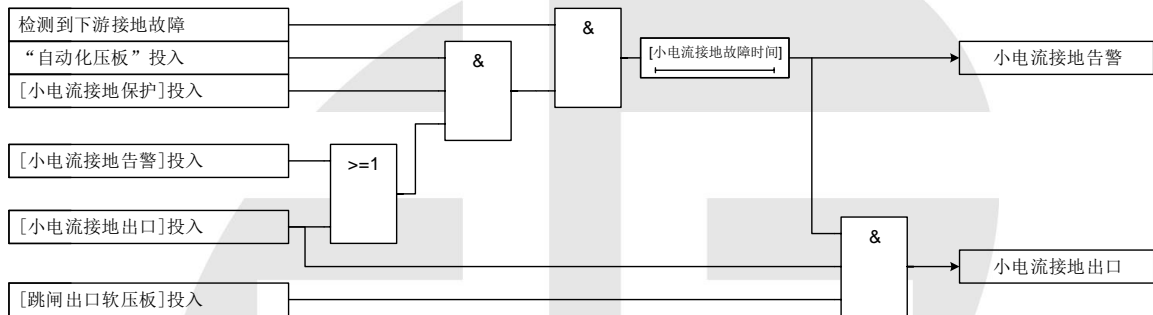 检测到下游接地故障
&
“自动化压板”投入
&
[小电流接地故障时间]
小电流接地告警
[小电流接地保护]投入
[小电流接地告警]投入
>=1
[小电流接地出口]投入
&
小电流接地出口
[跳闸出口软压板]投入